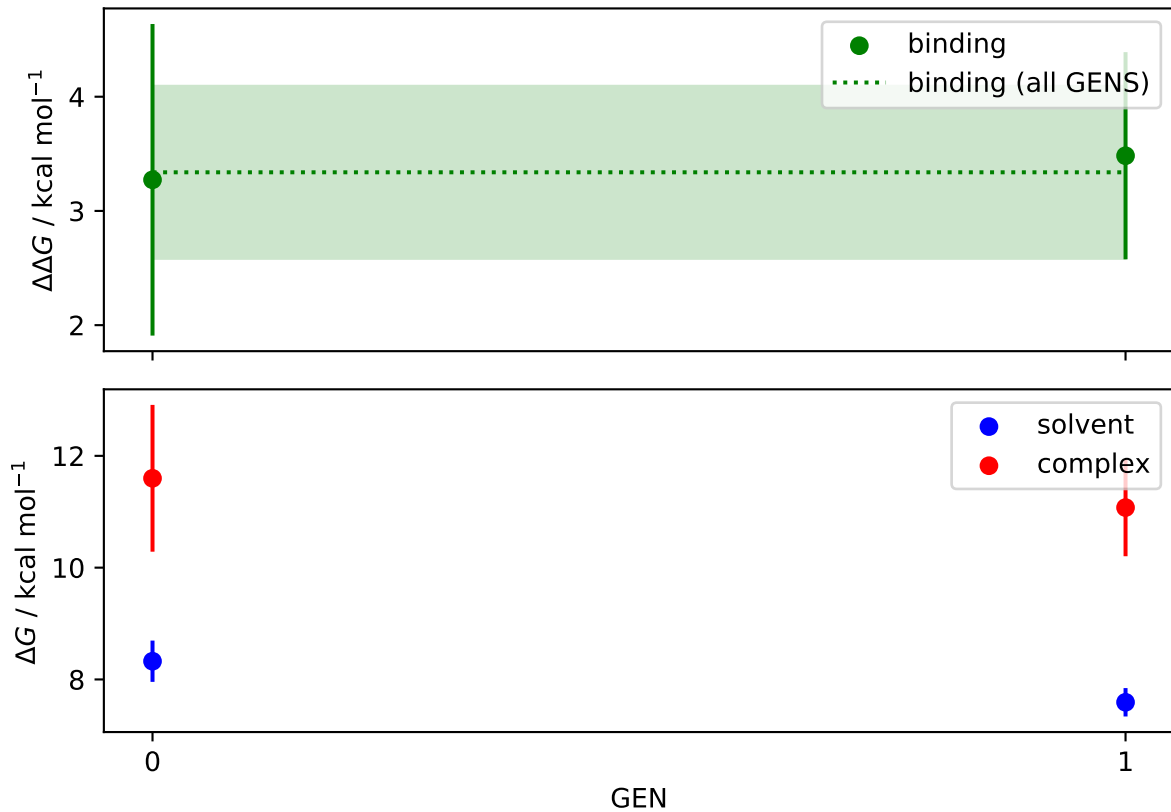 binding
binding (all GENS)
4
3
2
ΔΔG / kcal mol⁻¹
solvent
complex
12
10
8
ΔG / kcal mol⁻¹
0
1
GEN